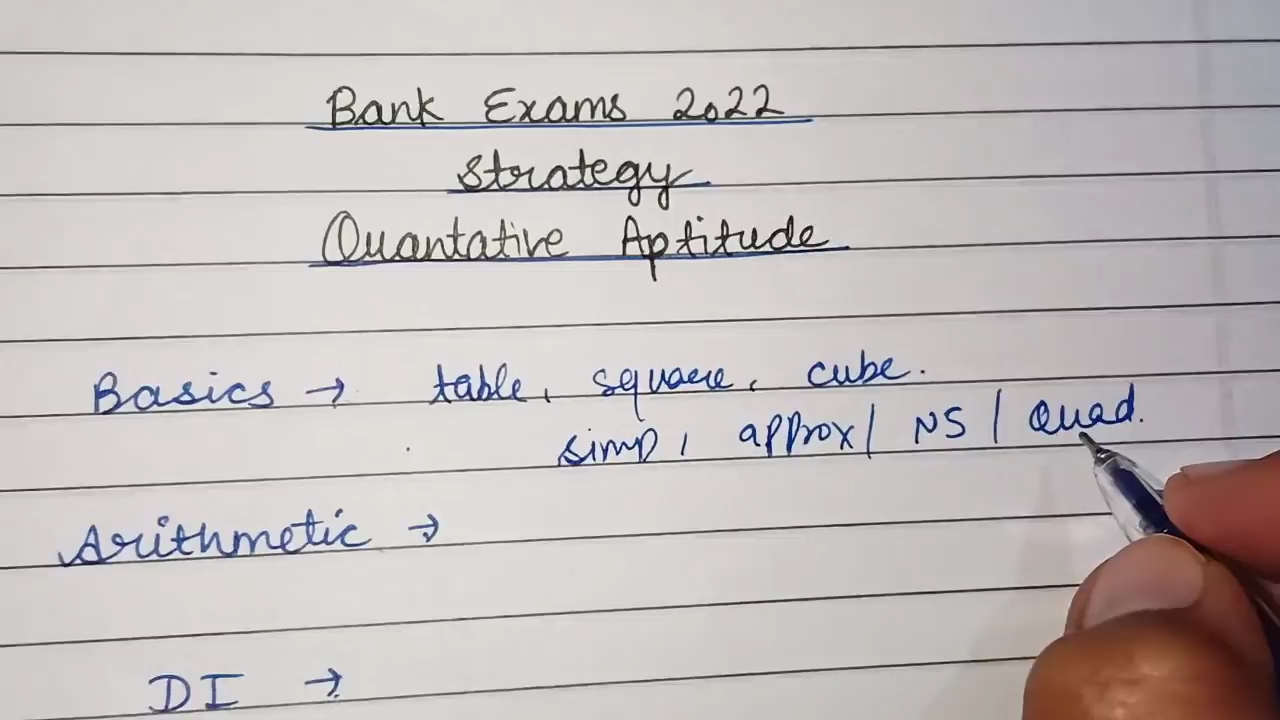 Bank Exams 2022
Strategy
Quantative Aptitude
Basics → table, square, cube.
simp, approx/ NS / Quad.
Arithmetic →
DI →